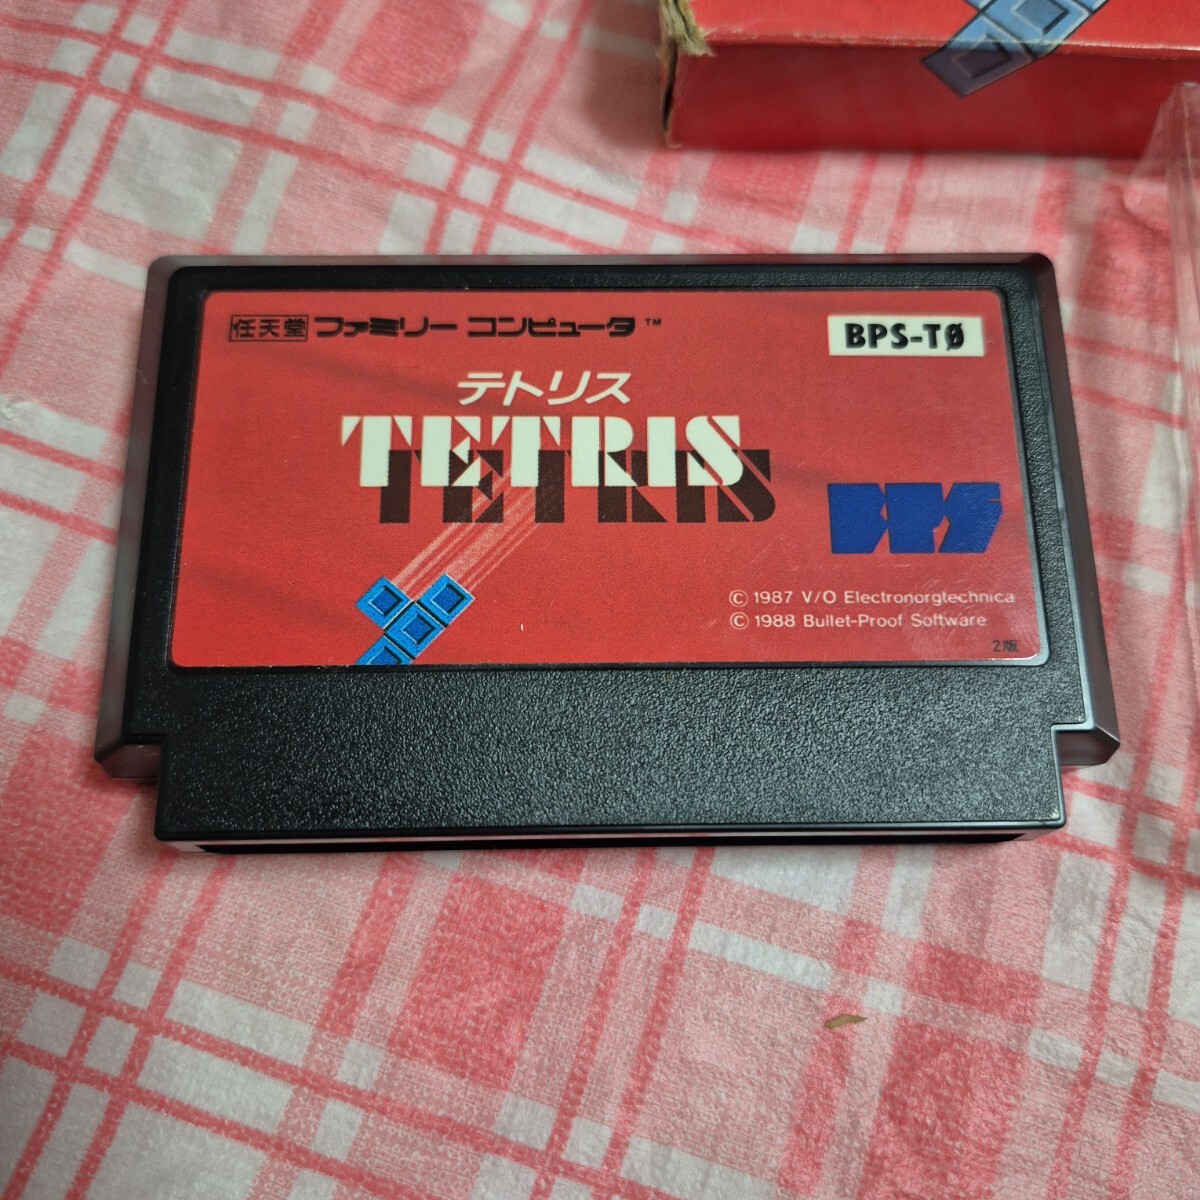 任天堂 ファミリー コンピュータ ™
BPS-TØ
テトリス
TETRIS
BPS
© 1987 V/O Electronorgtechnica
© 1988 Bullet-Proof Software
2版